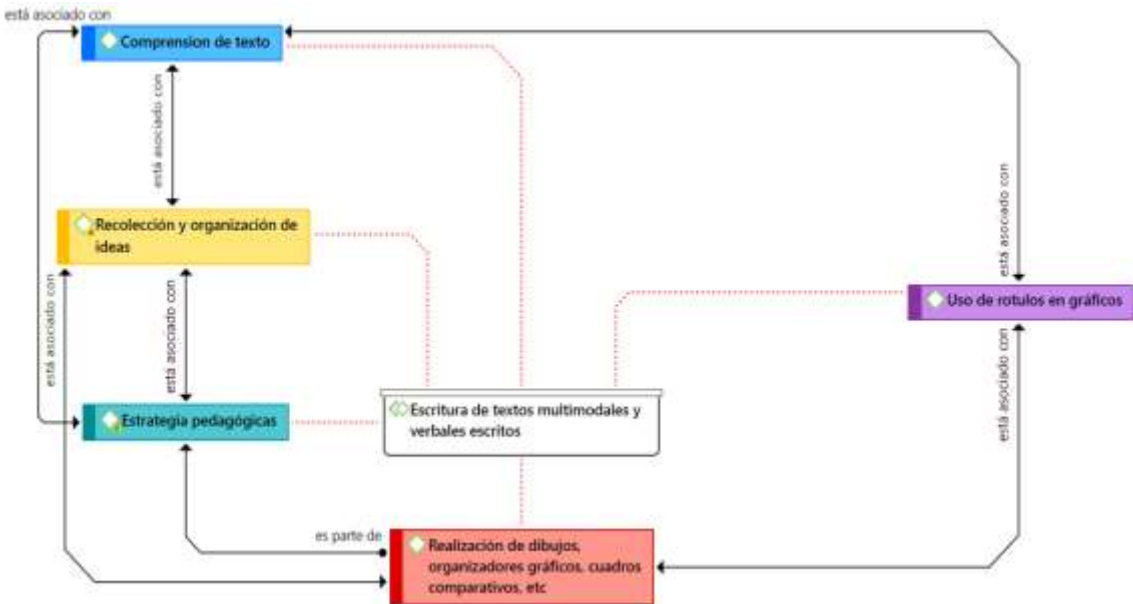 está asociado con
Comprension de texto
está asociado con
Recolección y organización de
ideas
está asociado con
está asociado con
está asociado con
Uso de rotulos en gráficos
está asociado con
Estrategia pedagógicas
Escritura de textos multimodales y
verbales escritos
es parte de
Realización de dibujos,
organizadores gráficos, cuadros
comparativos, etc